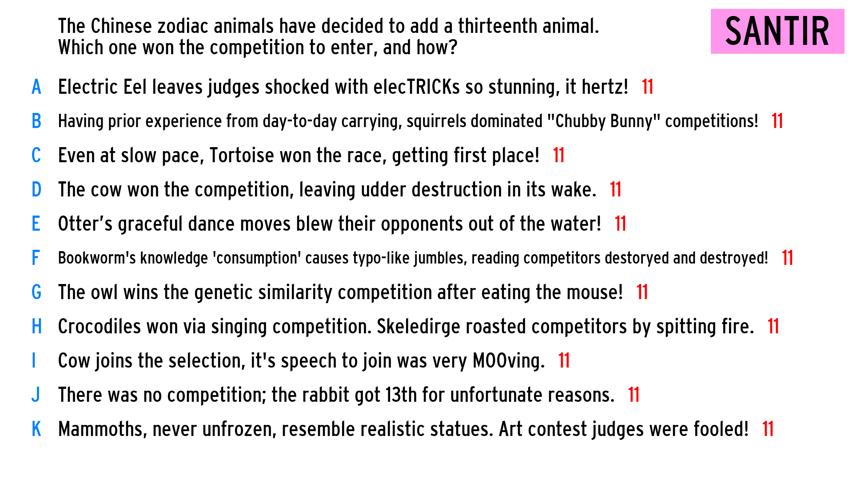 The Chinese zodiac animals have decided to add a thirteenth animal.
Which one won the competition to enter, and how?
SANTIR
A Electric Eel leaves judges shocked with elecTRICKs so stunning, it hertz! 11
B Having prior experience from day-to-day carrying, squirrels dominated "Chubby Bunny" competitions! 11
C Even at slow pace, Tortoise won the race, getting first place! 11
D The cow won the competition, leaving udder destruction in its wake. 11
E Otter's graceful dance moves blew their opponents out of the water! 11
F Bookworm's knowledge 'consumption' causes typo-like jumbles, reading competitors destoryed and destroyed! 11
G The owl wins the genetic similarity competition after eating the mouse! 11
H Crocodiles won via singing competition. Skeledirge roasted competitors by spitting fire. 11
I Cow joins the selection, it's speech to join was very MOOving. 11
J There was no competition; the rabbit got 13th for unfortunate reasons. 11
K Mammoths, never unfrozen, resemble realistic statues. Art contest judges were fooled! 11